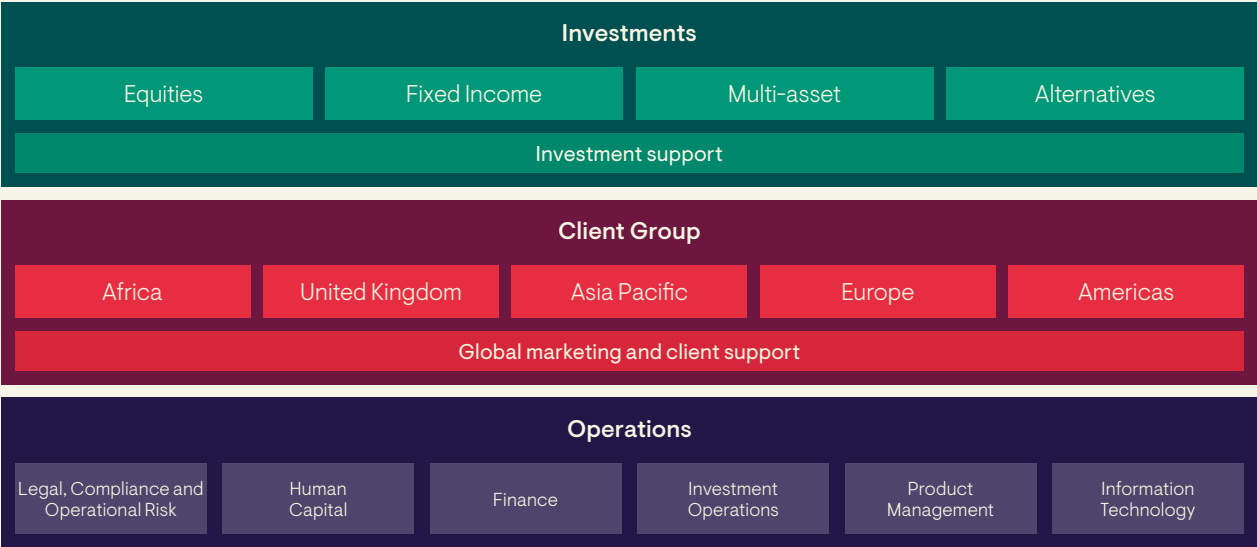 Investments
Equities
Fixed Income
Multi-asset
Alternatives
Investment support
Client Group
Africa
United Kingdom
Asia Pacific
Europe
Americas
Global marketing and client support
Operations
Legal, Compliance and
Operational Risk
Human
Capital
Finance
Investment
Operations
Product
Management
Information
Technology